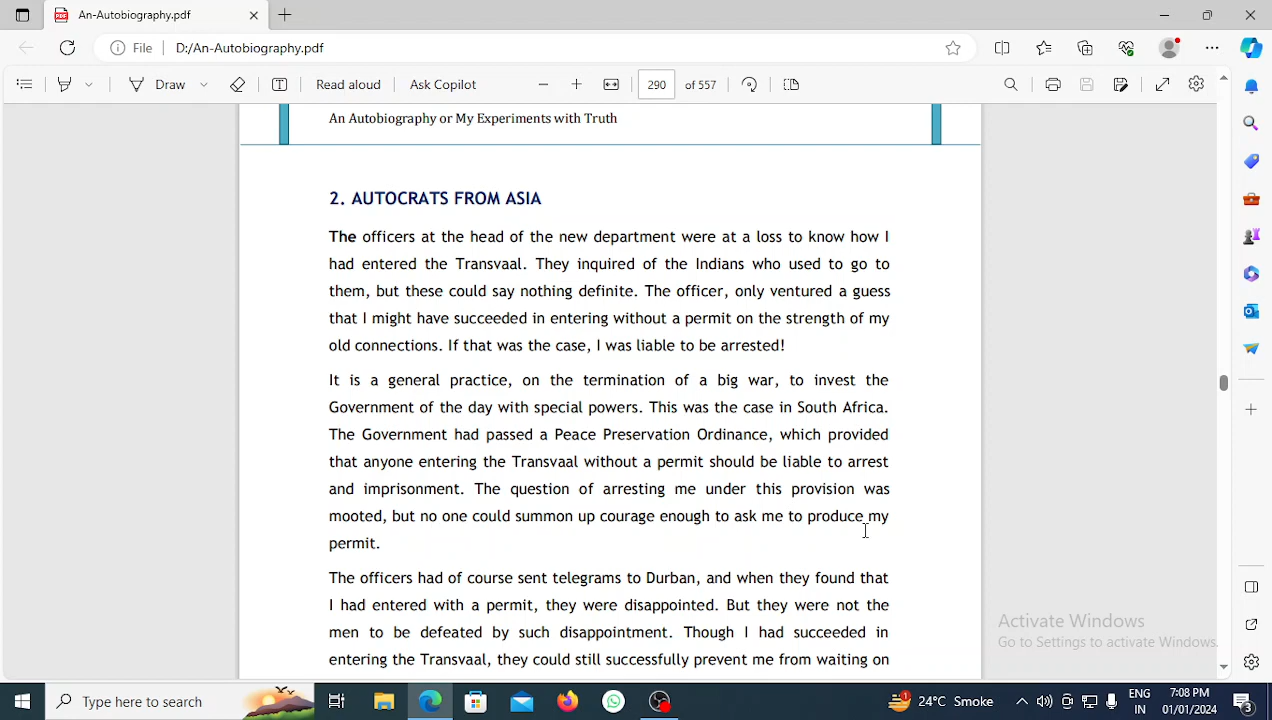 An-Autobiography.pdf
File
D:/An-Autobiography.pdf
Draw
Read aloud
Ask Copilot
290
of 557
An Autobiography or My Experiments with Truth
2. AUTOCRATS FROM ASIA
The officers at the head of the new department were at a loss to know how I
had entered the Transvaal. They inquired of the Indians who used to go to
them, but these could say nothing definite. The officer, only ventured a guess
that I might have succeeded in entering without a permit on the strength of my
old connections. If that was the case, I was liable to be arrested!
It is a general practice, on the termination of a big war, to invest the
Government of the day with special powers. This was the case in South Africa.
The Government had passed a Peace Preservation Ordinance, which provided
that anyone entering the Transvaal without a permit should be liable to arrest
and imprisonment. The question of arresting me under this provision was
mooted, but no one could summon up courage enough to ask me to produce my
permit.
The officers had of course sent telegrams to Durban, and when they found that
I had entered with a permit, they were disappointed. But they were not the
men to be defeated by such disappointment. Though I had succeeded in
entering the Transvaal, they could still successfully prevent me from waiting on
Activate Windows
Go to Settings to activate Windows.
Type here to search
1
24°C Smoke
ENG
IN
7:08 PM
01/01/2024
3